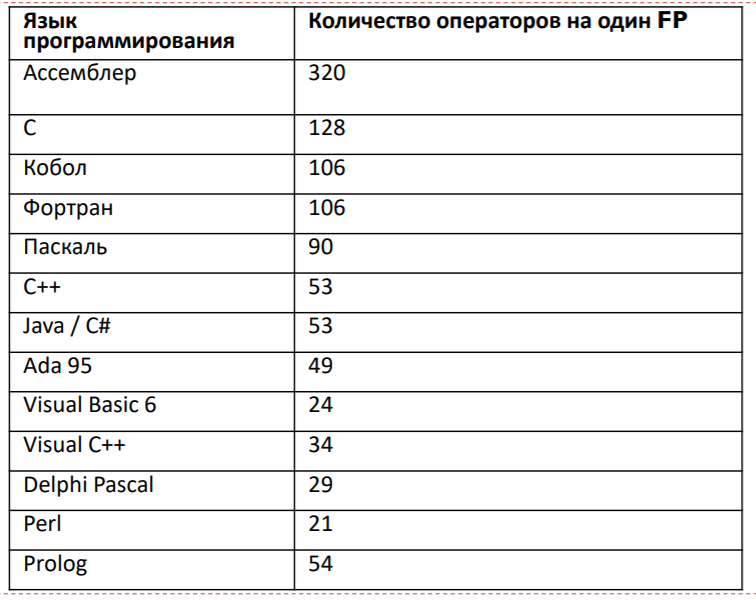 Язык Количество операторов на один FP
программирования
Ассемблер 320
C 128
Кобол 106
Фортран 106
Паскаль 90
C++ 53
Java / C# 53
Ada 95 49
Visual Basic 6 24
Visual C++ 34
Delphi Pascal 29
Perl 21
Prolog 54